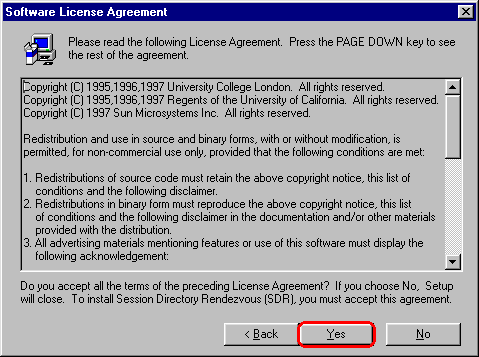 Software License Agreement
Please read the following License Agreement. Press the PAGE DOWN key to see
the rest of the agreement.
Copyright (C) 1995,1996,1997 University College London. All rights reserved.
Copyright (C) 1995,1996,1997 Regents of the University of California. All rights reserved.
Copyright (C) 1997 Sun Microsystems Inc. All rights reserved.
Redistribution and use in source and binary forms, with or without modification, is
permitted, for non-commercial use only, provided that the following conditions are met:
1. Redistributions of source code must retain the above copyright notice, this list of
conditions and the following disclaimer.
2. Redistributions in binary form must reproduce the above copyright notice, this list
of conditions and the following disclaimer in the documentation and/or other materials
provided with the distribution.
3. All advertising materials mentioning features or use of this software must display the
following acknowledgement:
Do you accept all the terms of the preceding License Agreement? If you choose No, Setup
will close. To install Session Directory Rendezvous (SDR), you must accept this agreement.
< Back
Yes
No